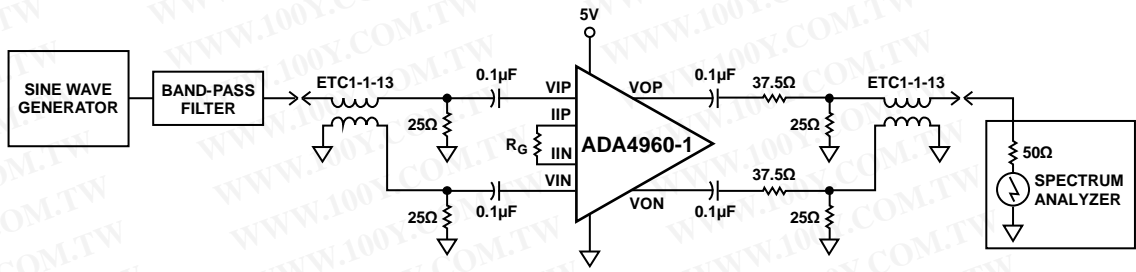 5V
SINE WAVE
GENERATOR
BAND-PASS
FILTER
ETC1-1-13
25Ω
25Ω
0.1µF
0.1µF
VIP
IIP
RG
IIN
VIN
ADA4960-1
VOP
VON
0.1µF
0.1µF
37.5Ω
37.5Ω
25Ω
25Ω
ETC1-1-13
50Ω
SPECTRUM
ANALYZER
WWW.100Y.COM.TW